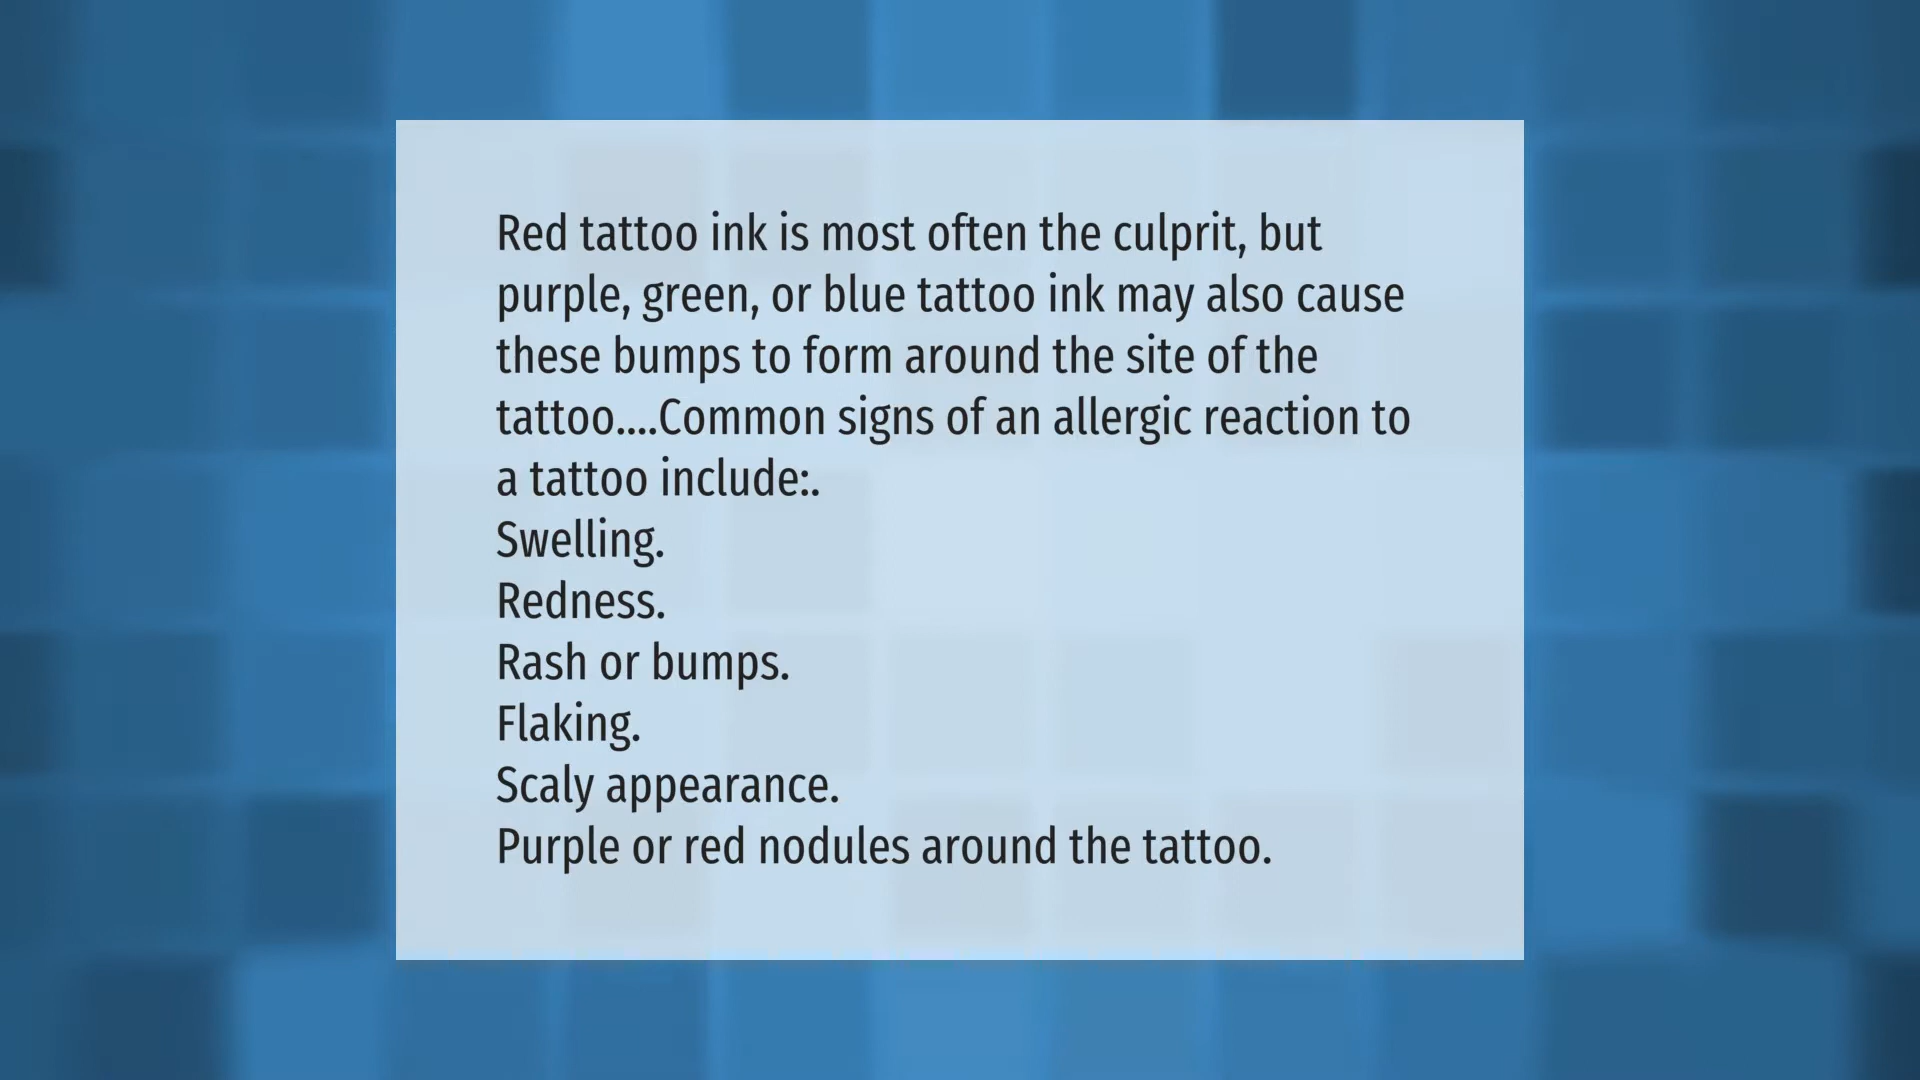 Red tattoo ink is most often the culprit, but
purple, green, or blue tattoo ink may also cause
these bumps to form around the site of the
tattoo....Common signs of an allergic reaction to
a tattoo include:.
Swelling.
Redness.
Rash or bumps.
Flaking.
Scaly appearance.
Purple or red nodules around the tattoo.